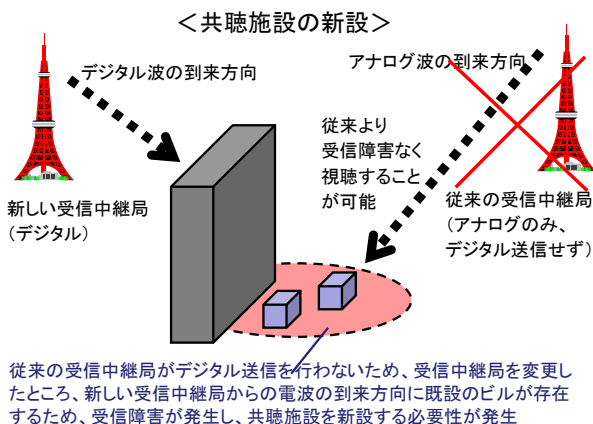 ＜共聴施設の新設＞
デジタル波の到来方向
アナログ波の到来方向
従来より
受信障害なく
視聴すること
が可能
新しい受信中継局
（デジタル）
従来の受信中継局
（アナログのみ、
デジタル送信せず）
従来の受信中継局がデジタル送信を行わないため、受信中継局を変更し
たところ、新しい受信中継局からの電波の到来方向に既設のビルが存在
するため、受信障害が発生し、共聴施設を新設する必要性が発生